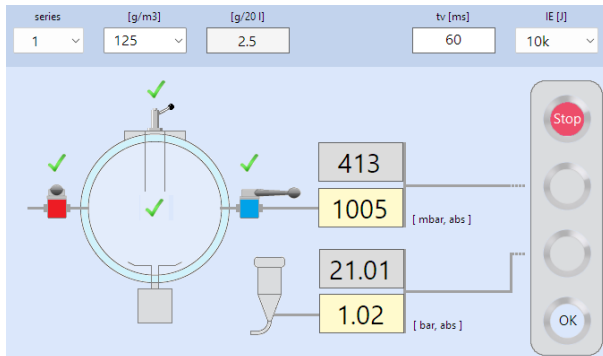 series [g/m3] [g/20 l] tv [ms] IE [J]
1 125 2.5 60 10k
Stop
413
1005
[ mbar, abs ]
21.01
1.02
[ bar, abs ]
OK